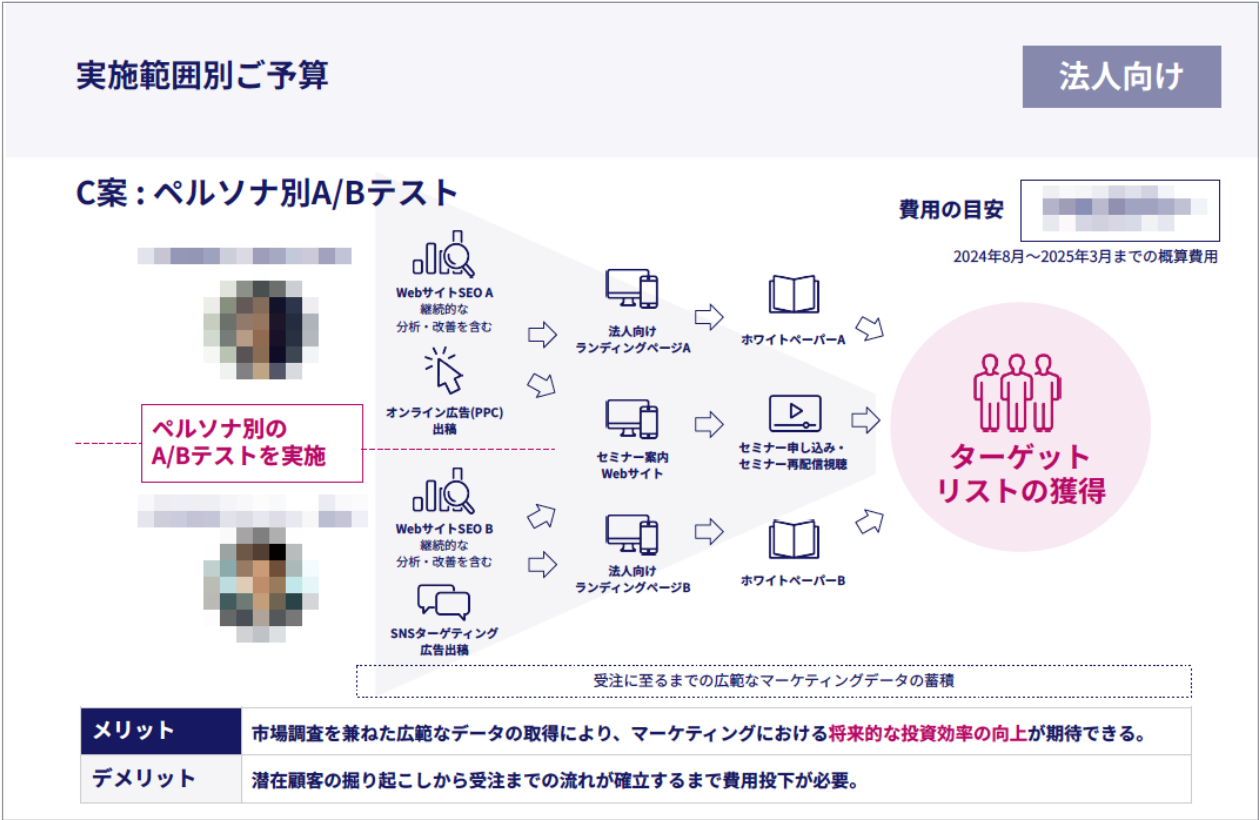 実施範囲別ご予算
法人向け
C案 : ペルソナ別A/Bテスト
費用の目安
2024年8月〜2025年3月までの概算費用
ペルソナ別の
A/Bテストを実施
WebサイトSEO A
継続的な
分析・改善を含む
オンライン広告(PPC)
出稿
WebサイトSEO B
継続的な
分析・改善を含む
SNSターゲティング
広告出稿
法人向け
ランディングページA
セミナー案内
Webサイト
法人向け
ランディングページB
ホワイトペーパーA
セミナー申し込み・
セミナー再配信視聴
ホワイトペーパーB
ターゲット
リストの獲得
受注に至るまでの広範なマーケティングデータの蓄積
メリット
市場調査を兼ねた広範なデータの取得により、マーケティングにおける将来的な投資効率の向上が期待できる。
デメリット
潜在顧客の掘り起こしから受注までの流れが確立するまで費用投下が必要。